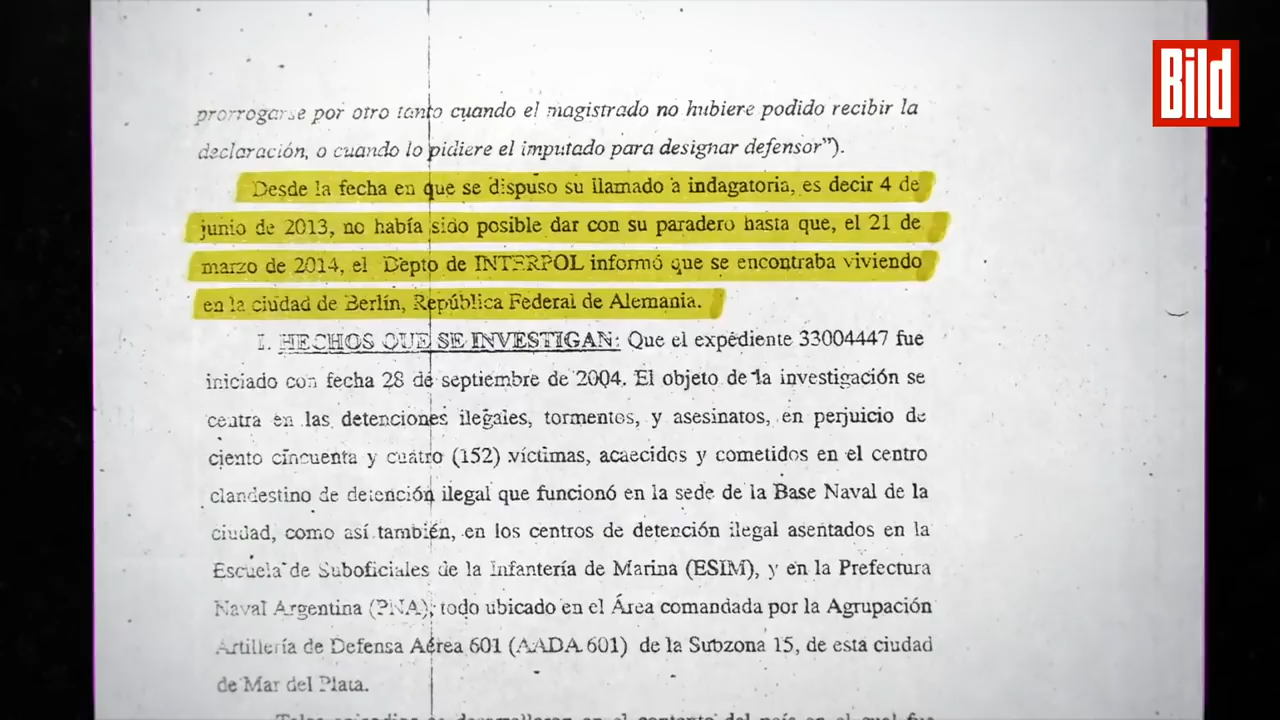 Bild
prorrogarse por otro tanto cuando el magistrado no hubiere podido recibir la
declaración, o cuando lo pidiere el imputado para designar defensor”).
Desde la fecha en que se dispuso su llamado a indagatoria, es decir 4 de
junio de 2013, no había sido posible dar con su paradero hasta que, el 21 de
marzo de 2014, el Depto de INTERPOL informó que se encontraba viviendo
en la ciudad de Berlín, República Federal de Alemania.
I. HECHOS QUE SE INVESTIGAN: Que el expediente 33004447 fue
iniciado con fecha 28 de septiembre de 2004. El objeto de la investigación se
centra en las detenciones ilegales, tormentos, y asesinatos, en perjuicio de
ciento cincuenta y cuatro (152) víctimas, acaecidos y cometidos en el centro
clandestino de detención ilegal que funcionó en la sede de la Base Naval de la
ciudad, como así también, en los centros de detención ilegal asentados en la
Escuela de Suboficiales de la Infantería de Marina (ESIM), y en la Prefectura
Naval Argentina (PNA); todo ubicado en el Área comandada por la Agrupación
Artillería de Defensa Aérea 601 (AADA 601) de la Subzona 15, de esta ciudad
de Mar del Plata.